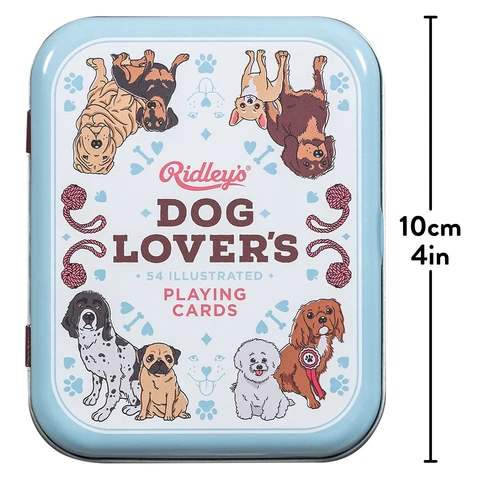 Ridley's®
DOG
LOVER'S
54 ILLUSTRATED
PLAYING
CARDS
10cm
4in